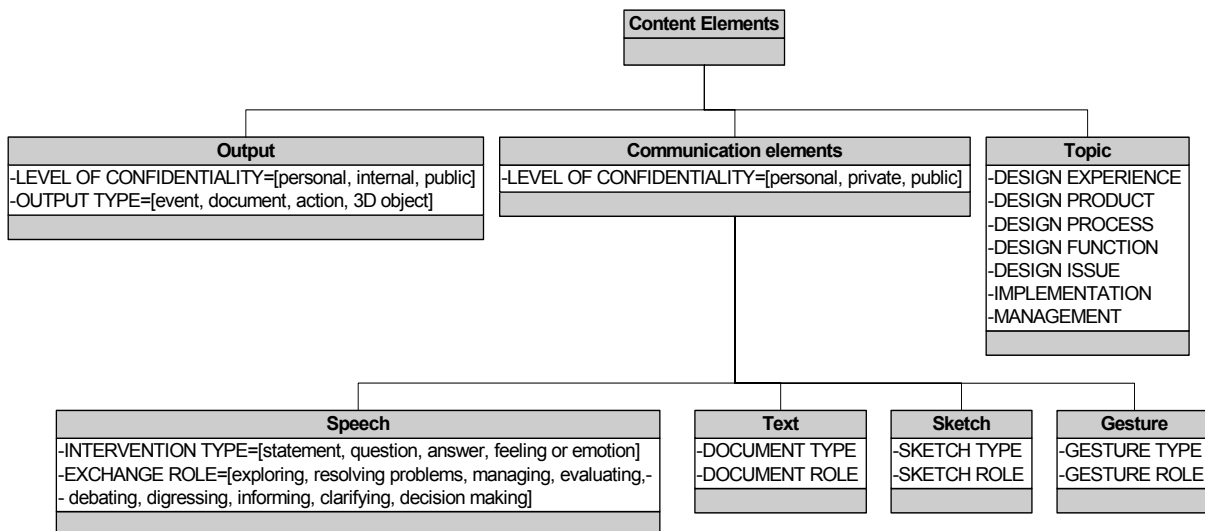 Content Elements
Output
-LEVEL OF CONFIDENTIALITY=[personal, internal, public]
-OUTPUT TYPE=[event, document, action, 3D object]
Communication elements
-LEVEL OF CONFIDENTIALITY=[personal, private, public]
Topic
-DESIGN EXPERIENCE
-DESIGN PRODUCT
-DESIGN PROCESS
-DESIGN FUNCTION
-DESIGN ISSUE
-IMPLEMENTATION
-MANAGEMENT
Speech
-INTERVENTION TYPE=[statement, question, answer, feeling or emotion]
-EXCHANGE ROLE=[exploring, resolving problems, managing, evaluating,-
- debating, digressing, informing, clarifying, decision making]
Text
-DOCUMENT TYPE
-DOCUMENT ROLE
Sketch
-SKETCH TYPE
-SKETCH ROLE
Gesture
-GESTURE TYPE
-GESTURE ROLE